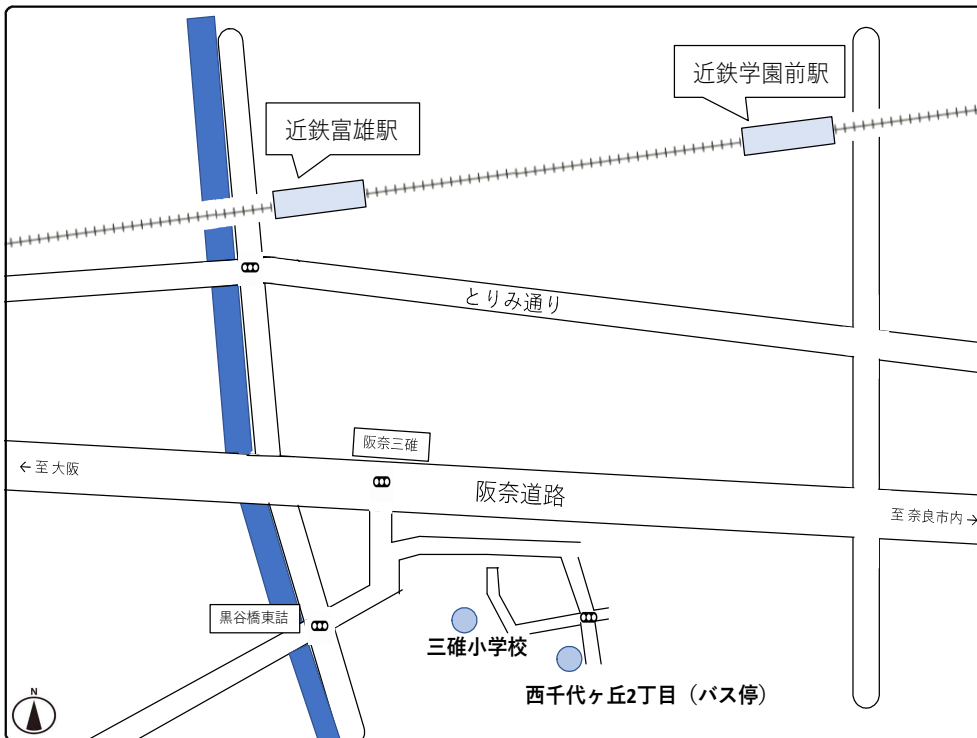 近鉄学園前駅
近鉄富雄駅
とりみ通り
阪奈三碓
←至 大阪
阪奈道路
至 奈良市内→
黒谷橋東詰
三碓小学校
西千代ヶ丘2丁目（バス停）
N